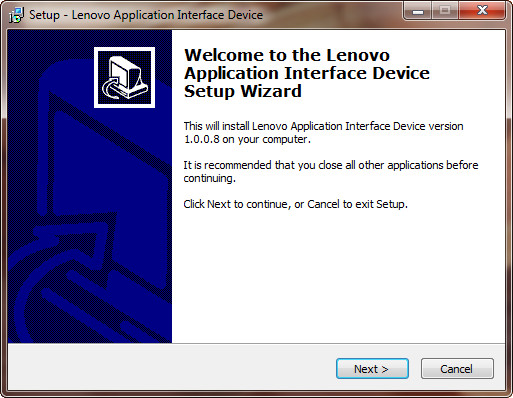 Setup - Lenovo Application Interface Device
Welcome to the Lenovo
Application Interface Device
Setup Wizard
This will install Lenovo Application Interface Device version
1.0.0.8 on your computer.
It is recommended that you close all other applications before
continuing.
Click Next to continue, or Cancel to exit Setup.
Next >
Cancel